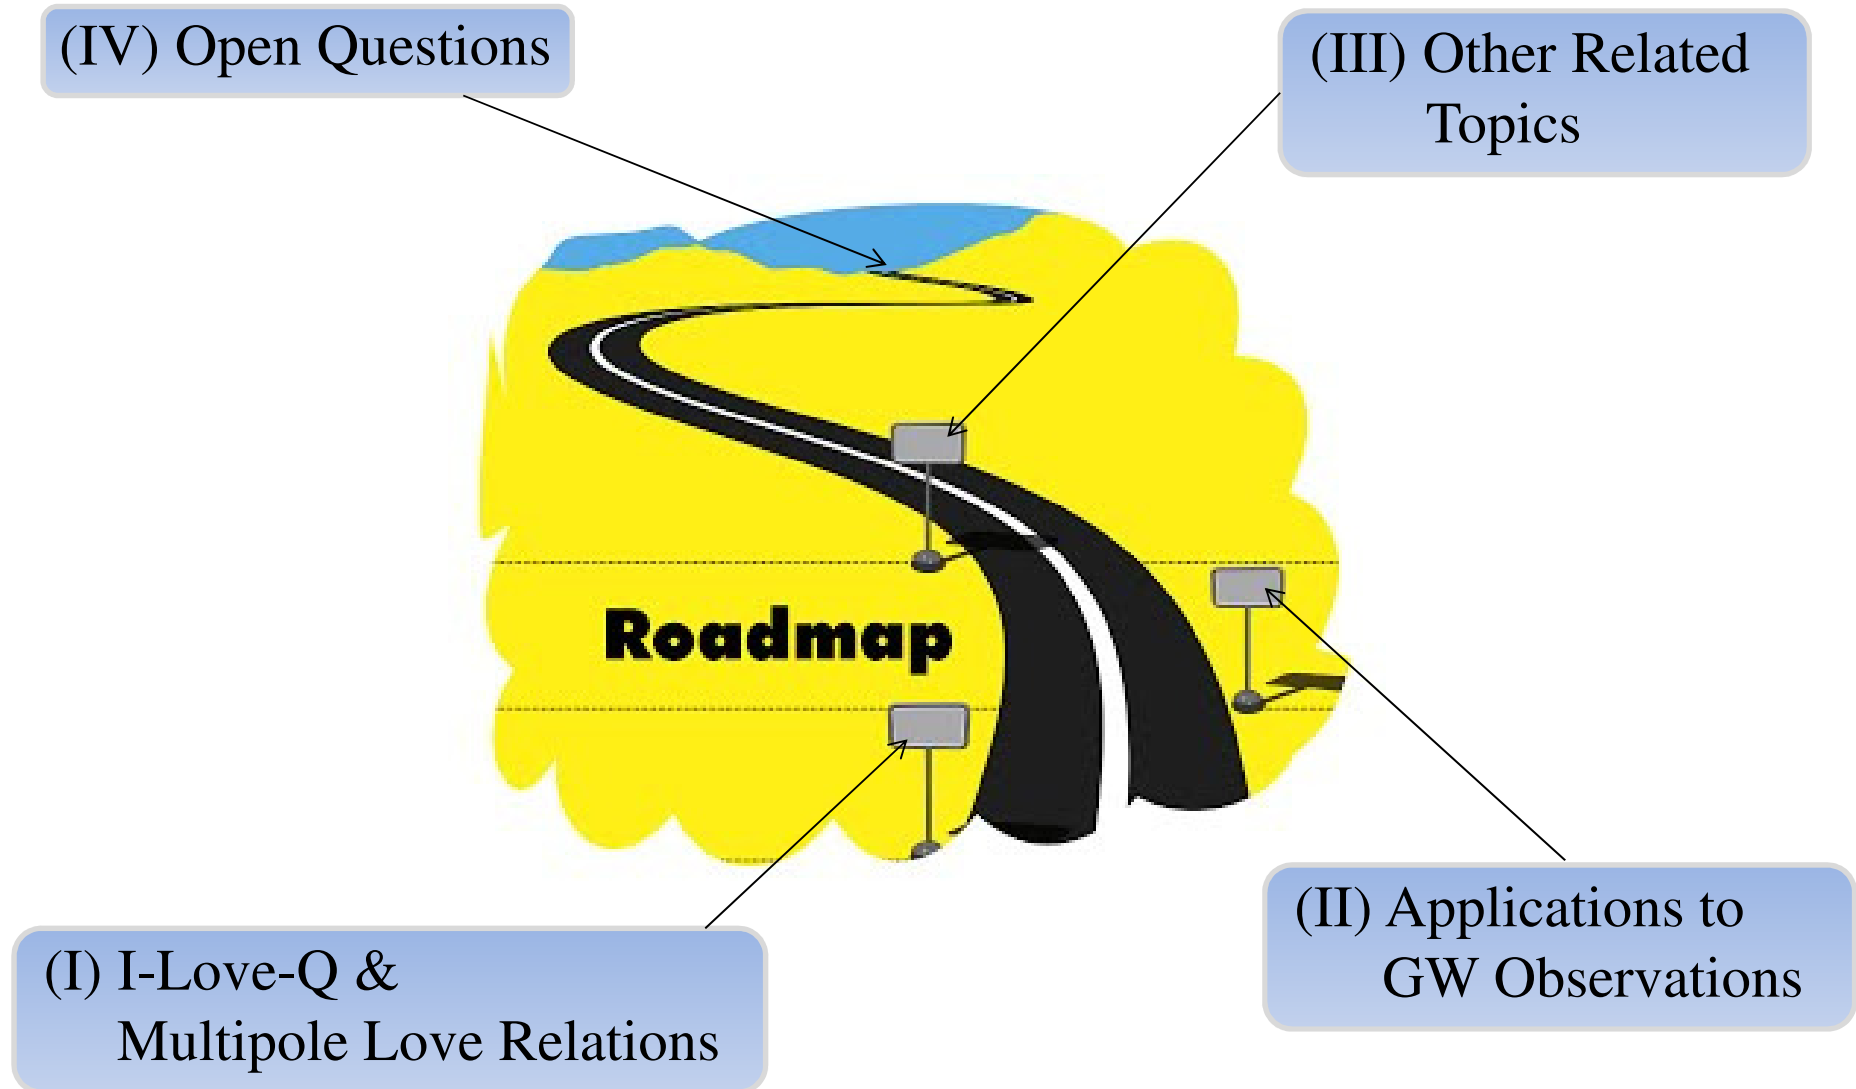 (IV) Open Questions
(III) Other Related
Topics
Roadmap
(I) I-Love-Q &
Multipole Love Relations
(II) Applications to
GW Observations